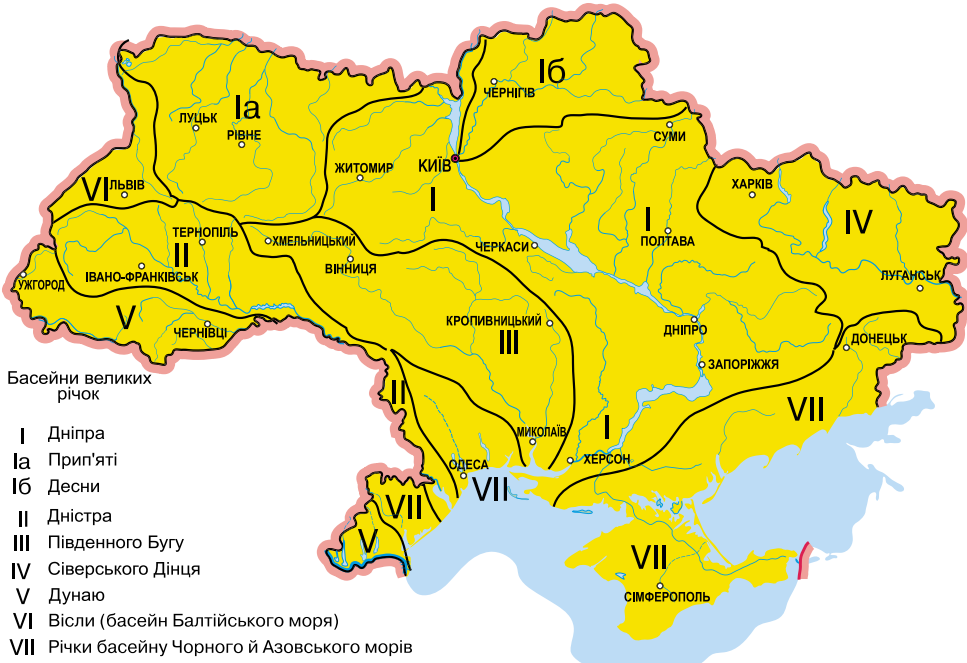 Iб
ЧЕРНІГІВ
Iа
ЛУЦЬК
РІВНЕ
СУМИ
КИЇВ
ЖИТОМИР
VI
ЛЬВІВ
I
ХАРКІВ
I
IV
ТЕРНОПІЛЬ
ХМЕЛЬНИЦЬКИЙ
ПОЛТАВА
ЧЕРКАСИ
II
ВІННИЦЯ
ІВАНО-ФРАНКІВСЬК
УЖГОРОД
ЛУГАНСЬК
V
ЧЕРНІВЦІ
КРОПИВНИЦЬКИЙ
ДНІПРО
III
ДОНЕЦЬК
ЗАПОРІЖЖЯ
II
VII
I
МИКОЛАЇВ
ХЕРСОН
ОДЕСА
VII
VII
V
VII
СІМФЕРОПОЛЬ
Басейни великих
річок
I Дніпра
Iа Прип'яті
Iб Десни
II Дністра
III Південного Бугу
IV Сіверського Дінця
V Дунаю
VI Вісли (басейн Балтійського моря)
VII Річки басейну Чорного й Азовського морів